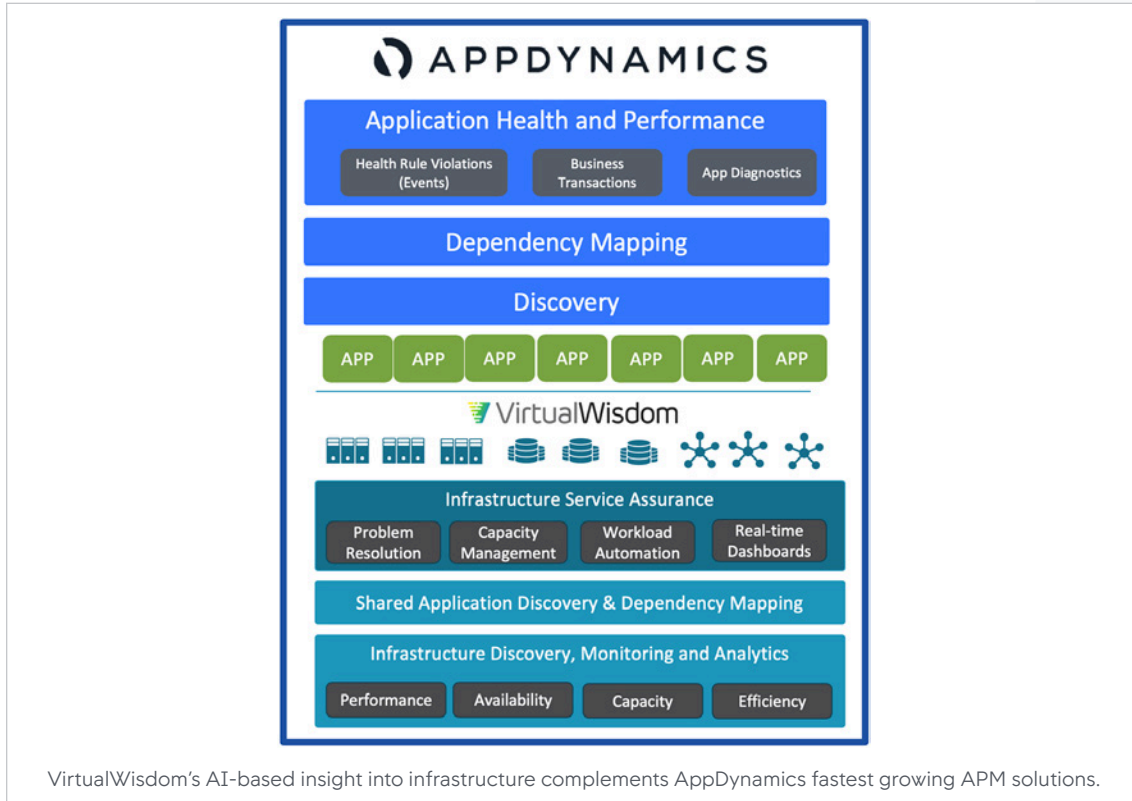 APPDYNAMICS
Application Health and Performance
Health Rule Violations
(Events)
Business
Transactions
App Diagnostics
Dependency Mapping
Discovery
APP
APP
APP
APP
APP
APP
APP
VirtualWisdom
Infrastructure Service Assurance
Problem
Resolution
Capacity
Management
Workload
Automation
Real-time
Dashboards
Shared Application Discovery & Dependency Mapping
Infrastructure Discovery, Monitoring and Analytics
Performance
Availability
Capacity
Efficiency
VirtualWisdom’s AI-based insight into infrastructure complements AppDynamics fastest growing APM solutions.